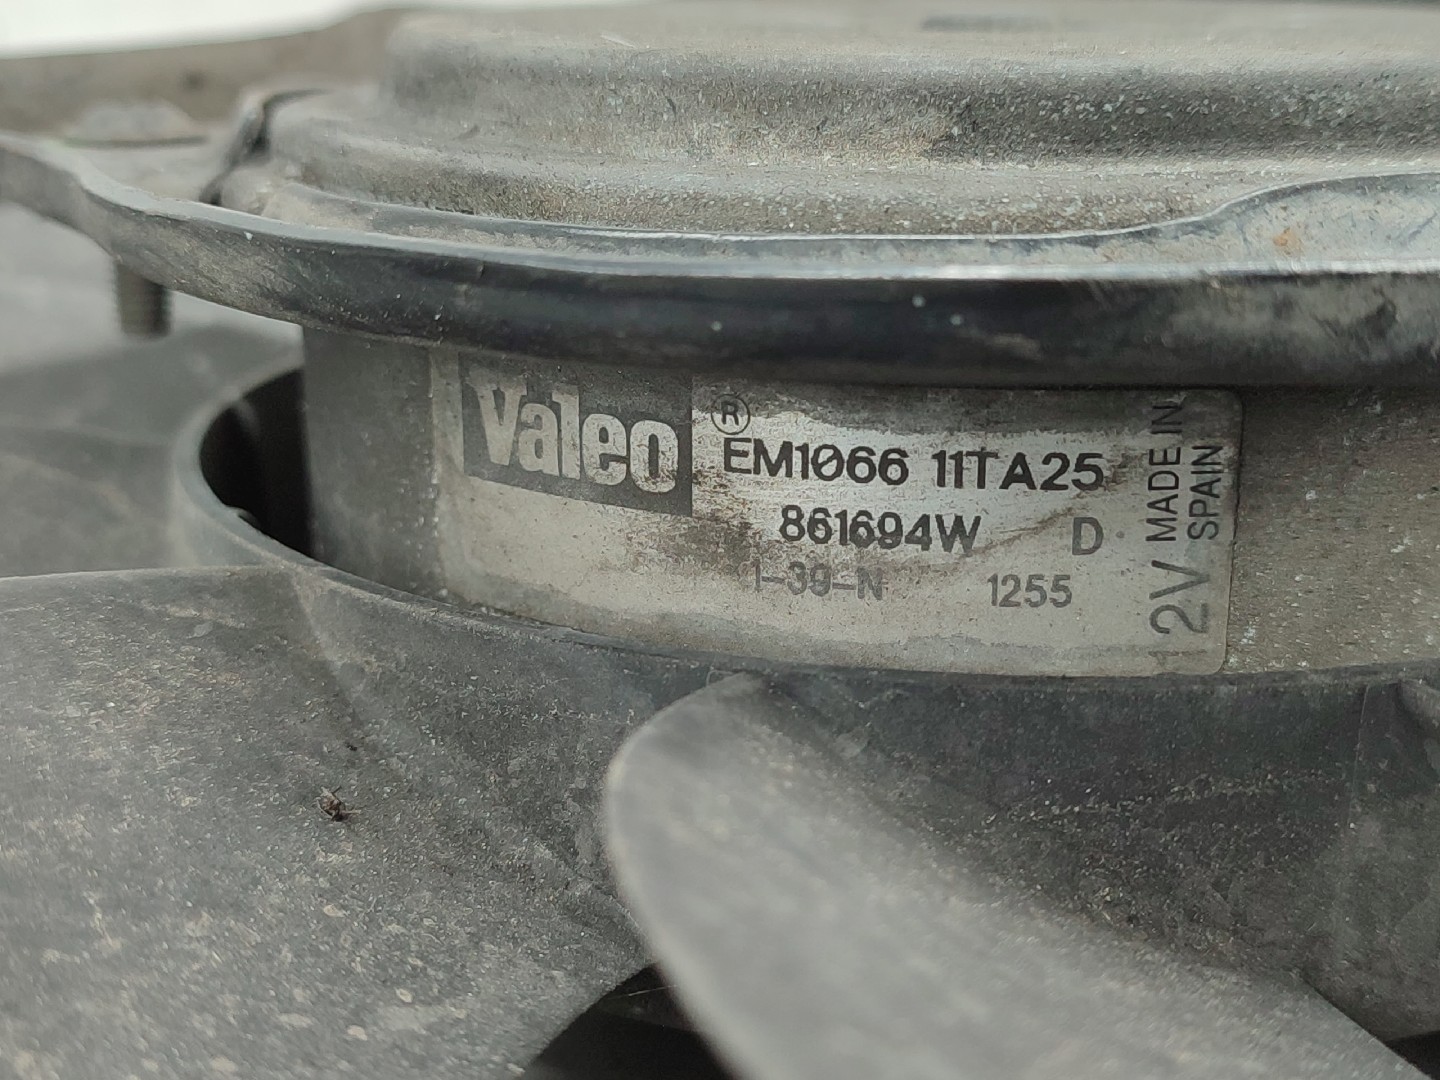 Valeo ®
EM1066 11TA25
861694W D
1-39-N 1255
12V MADE IN
SPAIN